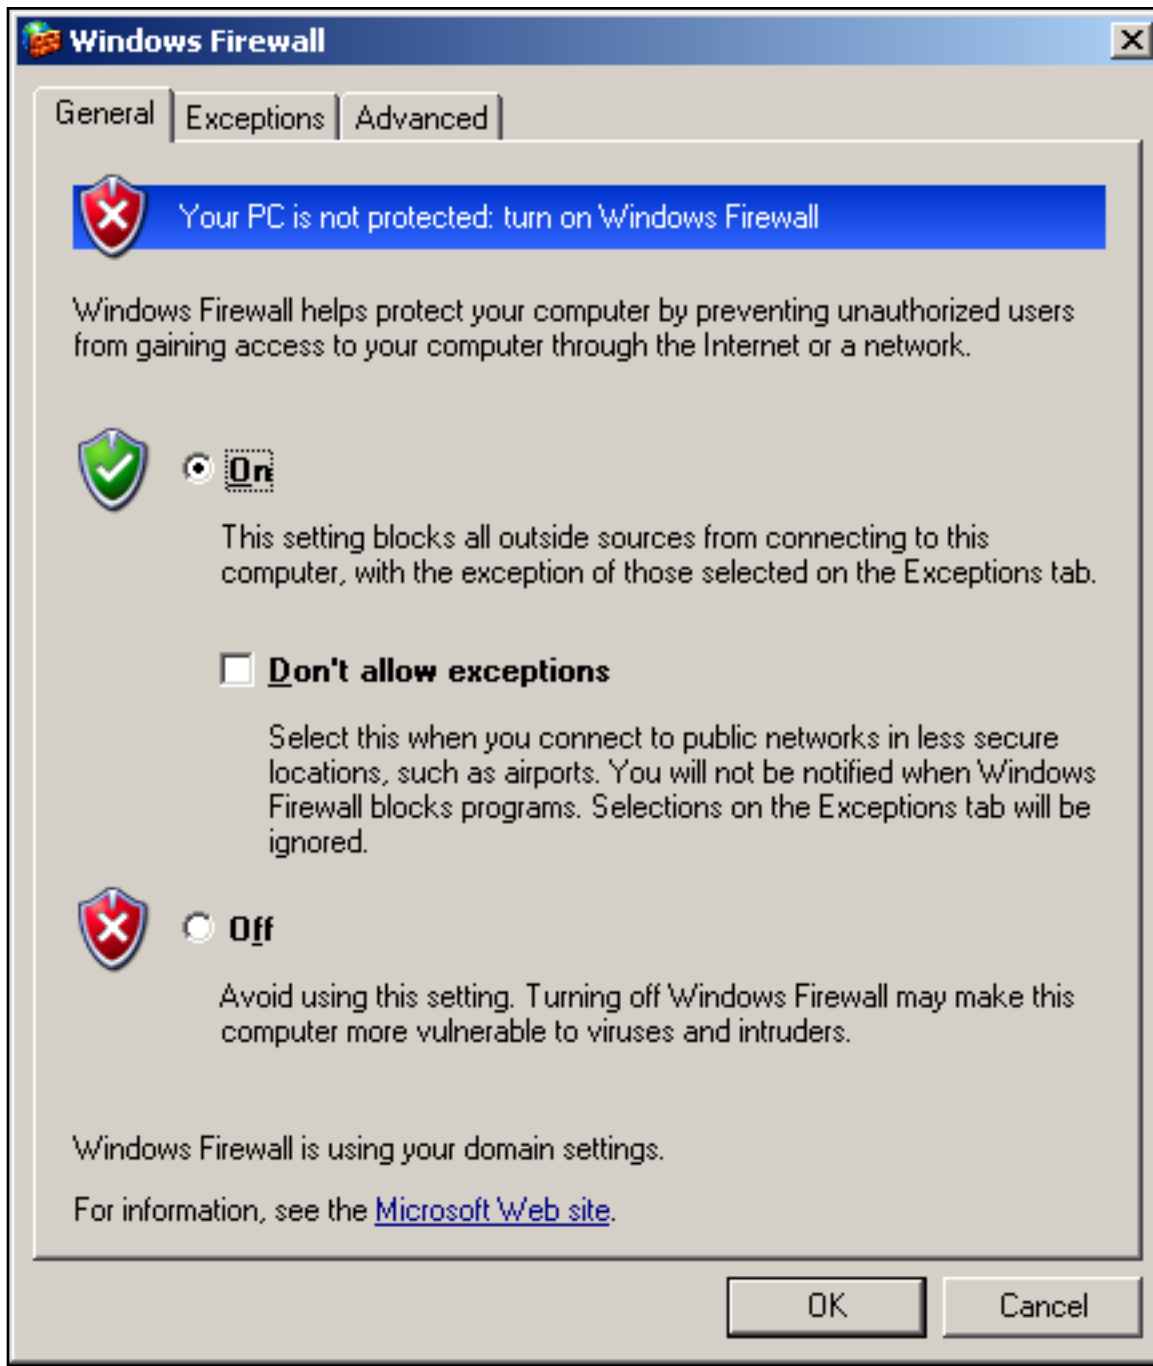 Windows Firewall
General
Exceptions
Advanced
Your PC is not protected: turn on Windows Firewall
Windows Firewall helps protect your computer by preventing unauthorized users
from gaining access to your computer through the Internet or a network.
On
This setting blocks all outside sources from connecting to this
computer, with the exception of those selected on the Exceptions tab.
Don't allow exceptions
Select this when you connect to public networks in less secure
locations, such as airports. You will not be notified when Windows
Firewall blocks programs. Selections on the Exceptions tab will be
ignored.
Off
Avoid using this setting. Turning off Windows Firewall may make this
computer more vulnerable to viruses and intruders.
Windows Firewall is using your domain settings.
For information, see the Microsoft Web site.
OK
Cancel